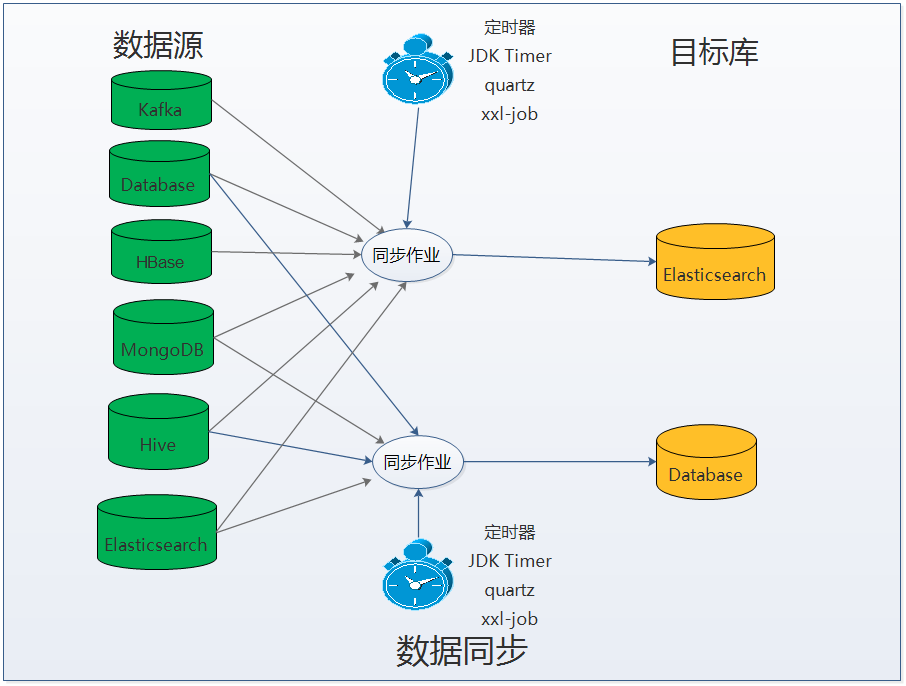 数据源
定时器
JDK Timer
quartz
xxl-job
目标库
Kafka
Database
HBase
MongoDB
Hive
Elasticsearch
同步作业
Elasticsearch
同步作业
Database
定时器
JDK Timer
quartz
xxl-job
数据同步